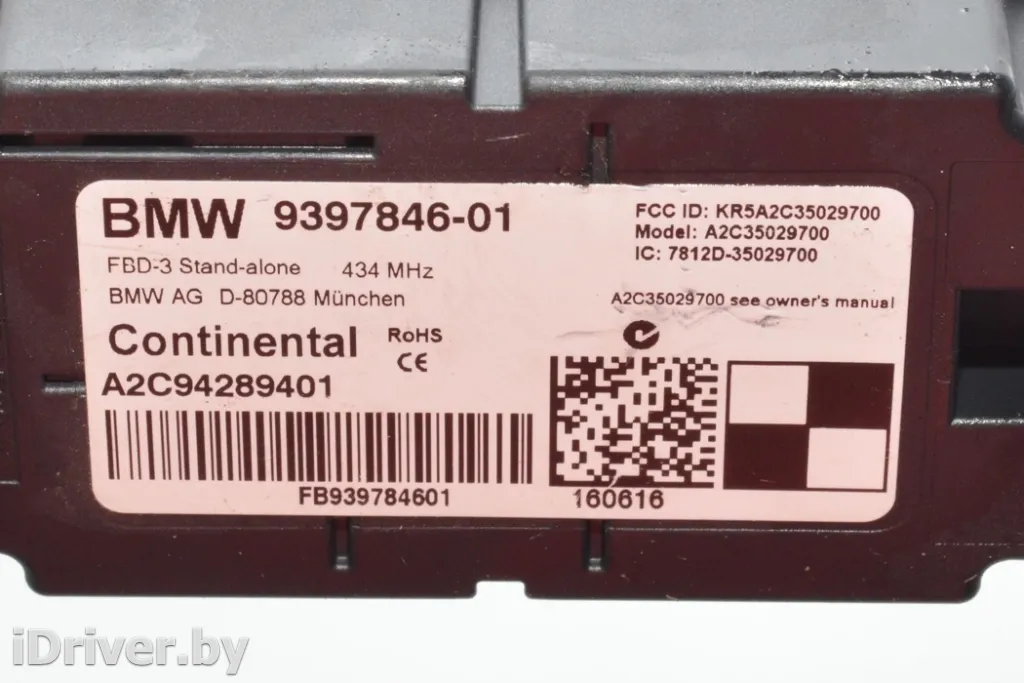 BMW 9397846-01
FBD-3 Stand-alone 434 MHz
BMW AG D-80788 München
Continental RoHS
CE
A2C94289401
FB939784601
FCC ID: KR5A2C35029700
Model: A2C35029700
IC: 7812D-35029700
A2C35029700 see owner's manual
160616
iDriver.by